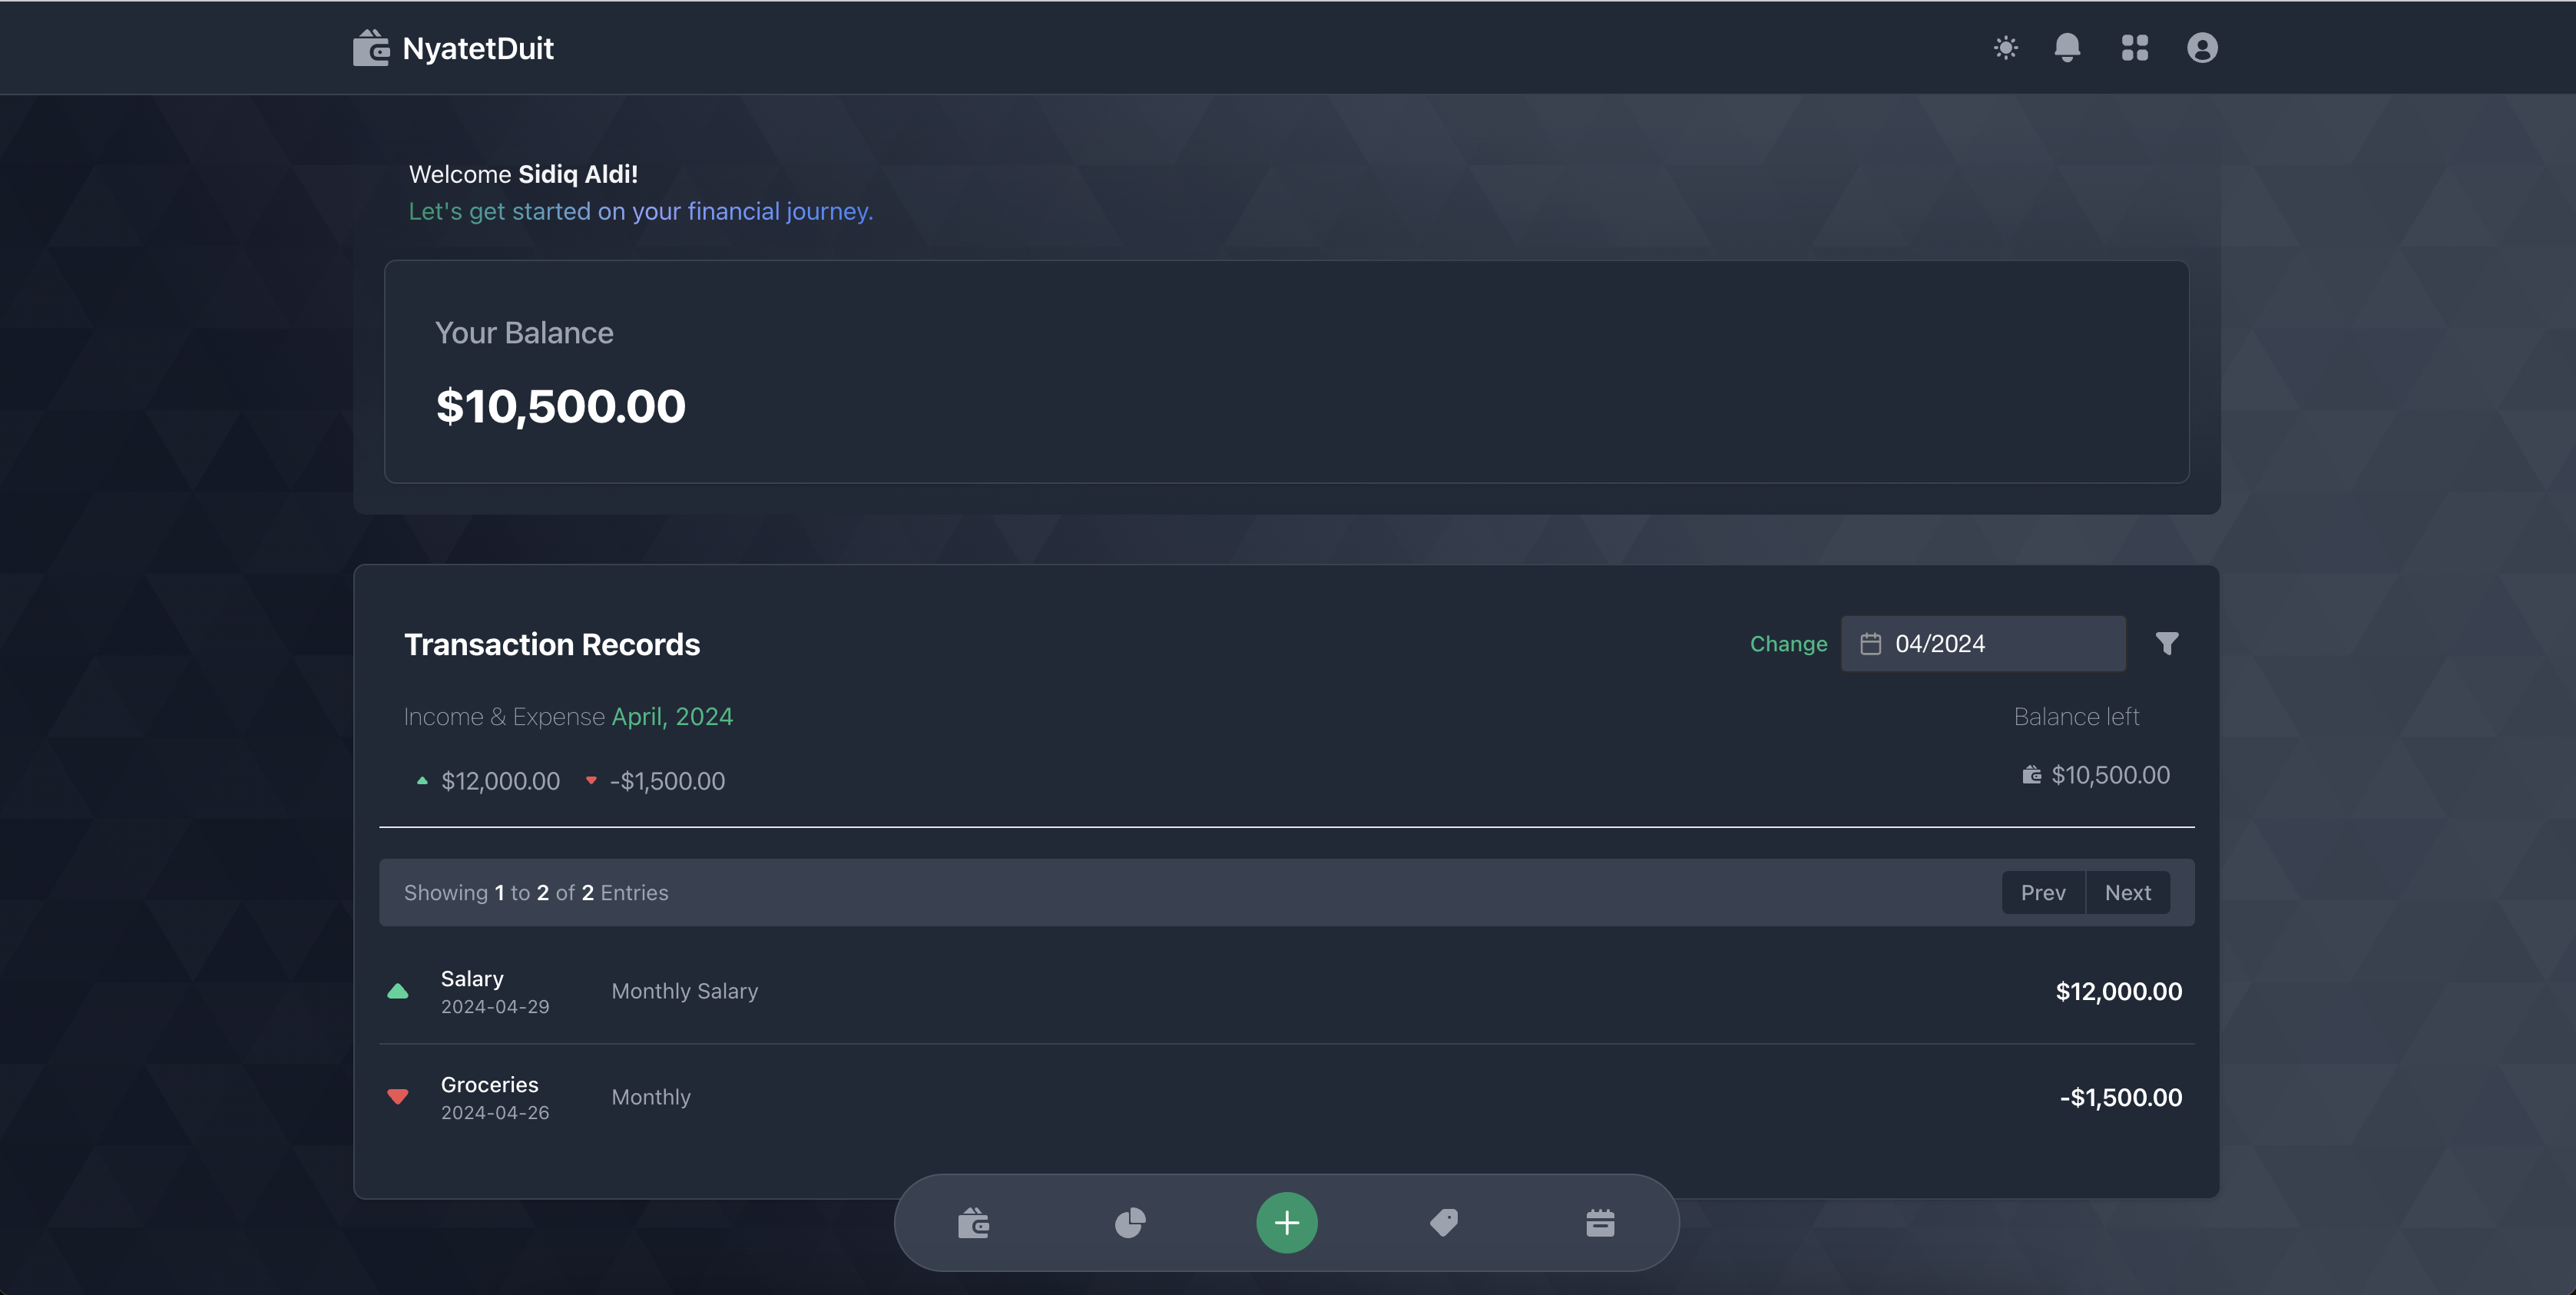 NyatetDuit
Welcome Sidiq Aldi!
Let's get started on your financial journey.
Your Balance
$10,500.00
Transaction Records
Change 04/2024
Income & Expense April, 2024
Balance left
$12,000.00 -$1,500.00
$10,500.00
Showing 1 to 2 of 2 Entries
Prev Next
Salary
2024-04-29
Monthly Salary
$12,000.00
Groceries
2024-04-26
Monthly
-$1,500.00